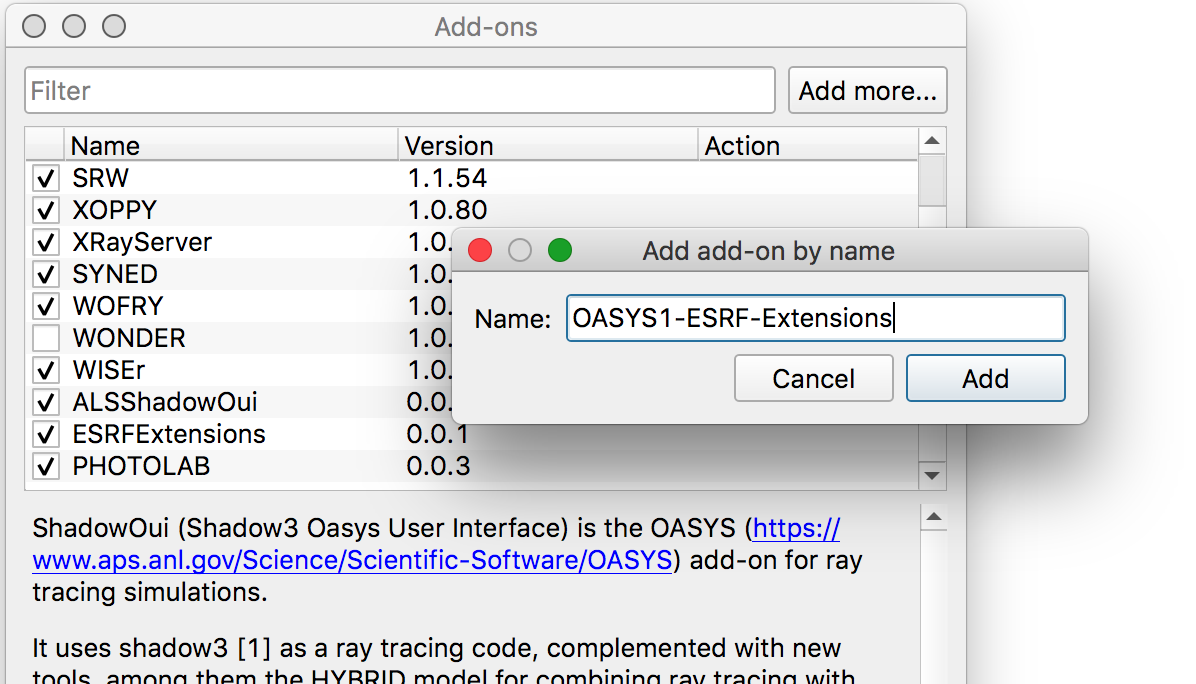 Add-ons
Filter
Add more...
Name Version Action
SRW 1.1.54
XOPPY 1.0.80
XRayServer 1.0.
SYNED 1.0.
WOFRY 1.0.
WONDER 1.0.
WISEr 1.0.
ALSShadowOui 0.0.
ESRFExtensions 0.0.1
PHOTOLAB 0.0.3
Add add-on by name
Name: OASYS1-ESRF-Extensions
Cancel Add
ShadowOui (Shadow3 Oasys User Interface) is the OASYS (https://
www.aps.anl.gov/Science/Scientific-Software/OASYS) add-on for ray
tracing simulations.
It uses shadow3 [1] as a ray tracing code, complemented with new
tools, among them the HYBRID model for combining ray tracing with